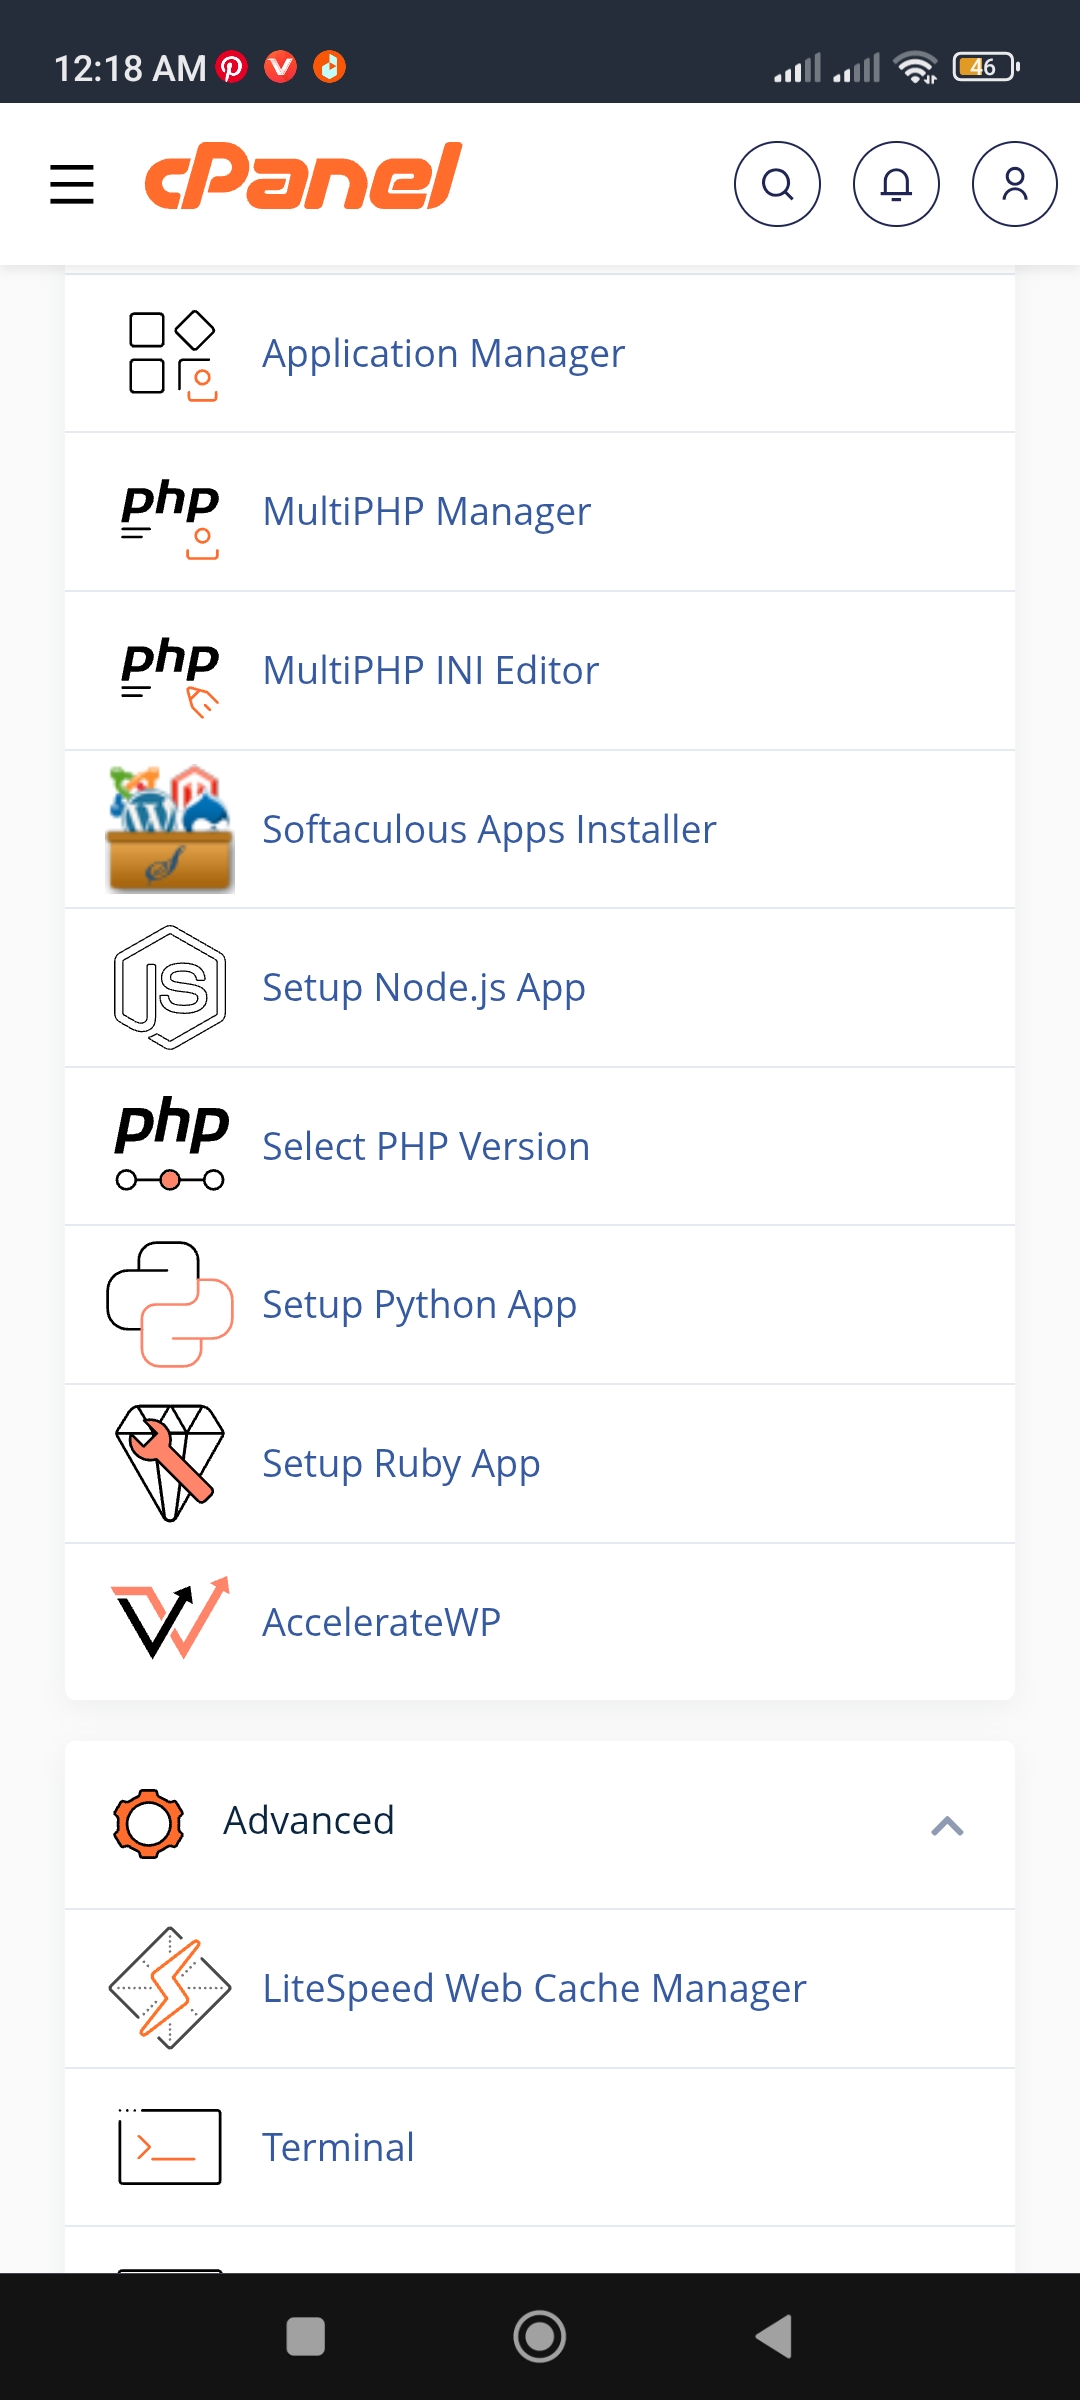 12:18 AM
46
cPanel
Application Manager
php
MultiPHP Manager
php
MultiPHP INI Editor
Softaculous Apps Installer
JS
Setup Node.js App
php
Select PHP Version
Setup Python App
Setup Ruby App
AccelerateWP
Advanced
LiteSpeed Web Cache Manager
Terminal